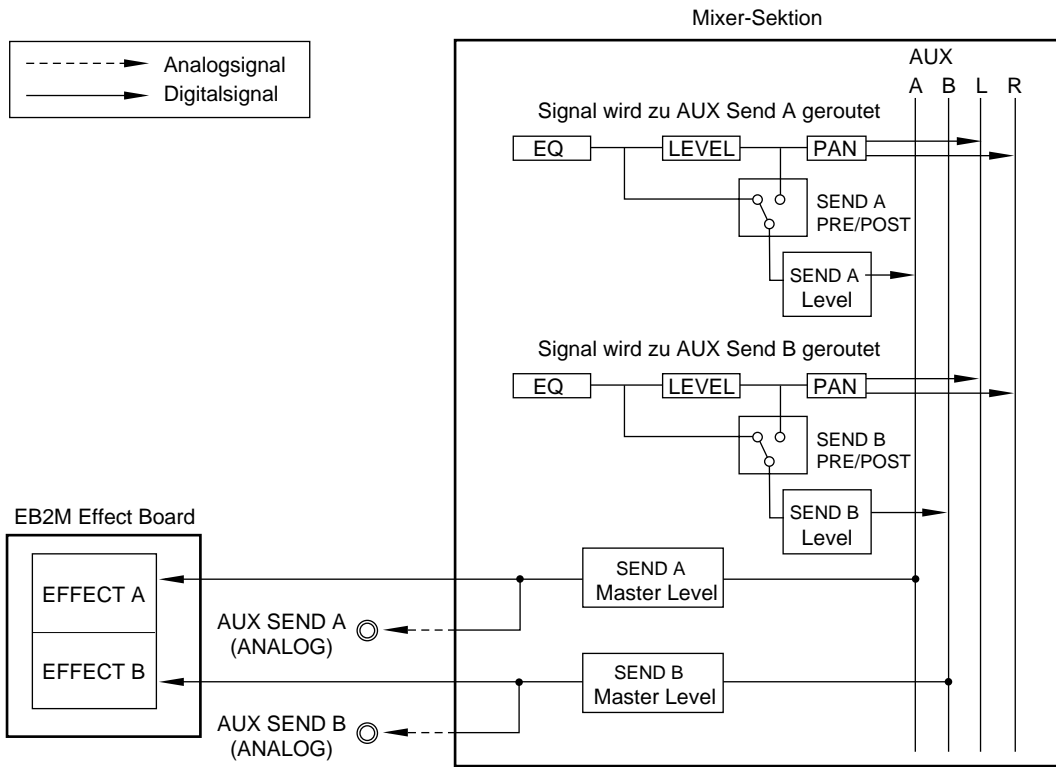 Mixer-Sektion
Analogsignal
Digitalsignal
AUX
A B L R
Signal wird zu AUX Send A geroutet
EQ LEVEL PAN
SEND A
PRE/POST
SEND A
Level
Signal wird zu AUX Send B geroutet
EQ LEVEL PAN
SEND B
PRE/POST
SEND B
Level
EB2M Effect Board
EFFECT A
EFFECT B
SEND A
Master Level
AUX SEND A
(ANALOG)
SEND B
Master Level
AUX SEND B
(ANALOG)